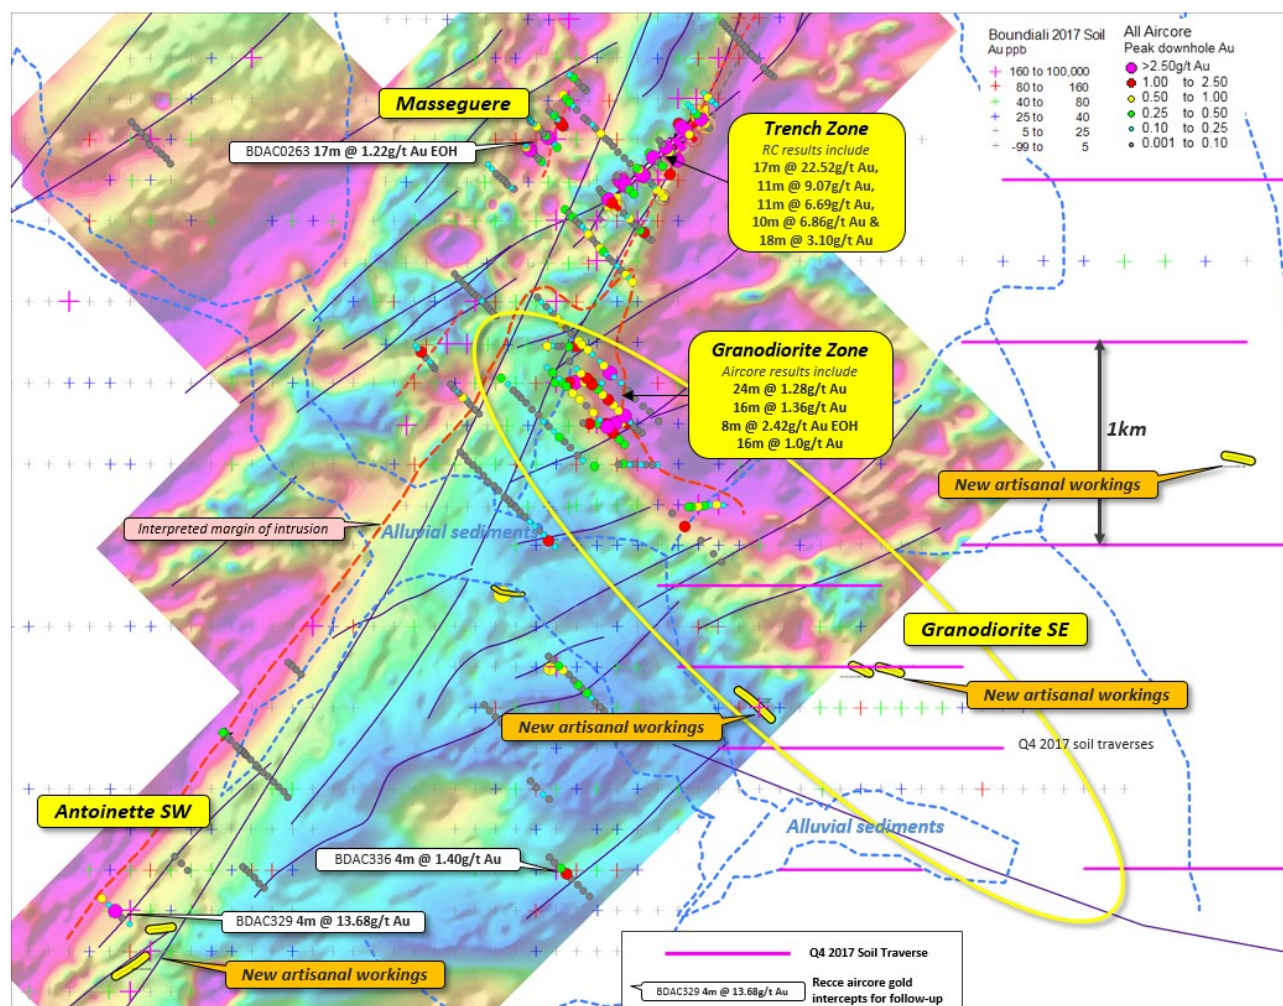 Boundiali 2017 Soil
Au ppb
160 to 100,000
80 to 160
40 to 80
25 to 40
5 to 25
-99 to 5
All Aircore
Peak downhole Au
>2.50g/t Au
1.00 to 2.50
0.50 to 1.00
0.25 to 0.50
0.10 to 0.25
0.001 to 0.10
Masseguere
BDAC0263 17m @ 1.22g/t Au EOH
Trench Zone
RC results include
17m @ 22.52g/t Au,
11m @ 9.07g/t Au,
11m @ 6.69g/t Au,
10m @ 6.86g/t Au &
18m @ 3.10g/t Au
Granodiorite Zone
Aircore results include
24m @ 1.28g/t Au
16m @ 1.36g/t Au
8m @ 2.42g/t Au EOH
16m @ 1.0g/t Au
1km
New artisanal workings
Interpreted margin of intrusion
Alluvial sediments
Granodiorite SE
New artisanal workings
New artisanal workings
Q4 2017 soil traverses
Antoinette SW
Alluvial sediments
BDAC336 4m @ 1.40g/t Au
BDAC329 4m @ 13.68g/t Au
New artisanal workings
Q4 2017 Soil Traverse
BDAC329 4m @ 13.68g/t Au
Recce aircore gold
intercepts for follow-up